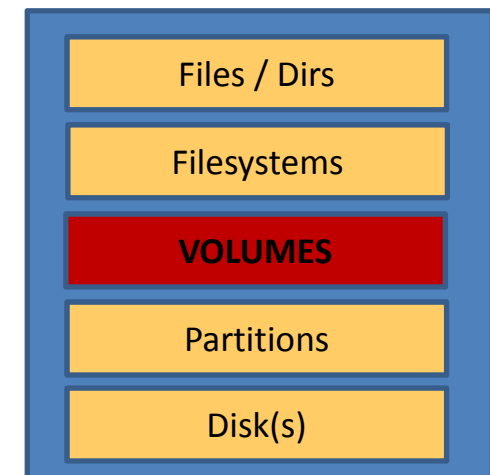 Files / Dirs
Filesystems
VOLUMES
Partitions
Disk(s)